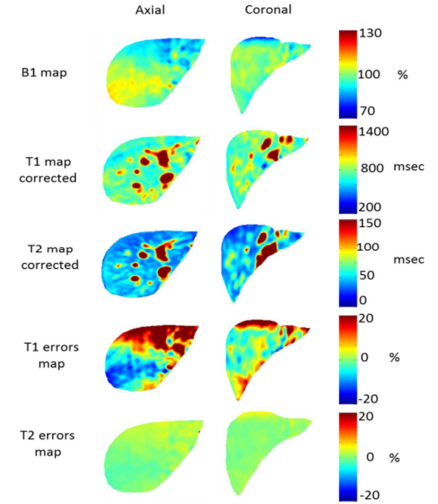 Axial Coronal
B1 map
130
100 %
70
T1 map
corrected
1400
800 msec
200
T2 map
corrected
150
100
50 msec
0
T1 errors
map
20
0 %
-20
T2 errors
map
20
0 %
-20